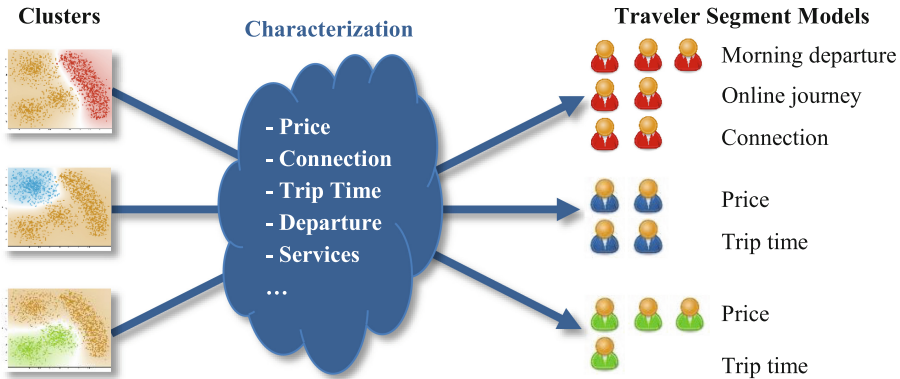 Clusters
Characterization
Traveler Segment Models
- Price
- Connection
- Trip Time
- Departure
- Services
...
Morning departure
Online journey
Connection
Price
Trip time
Price
Trip time